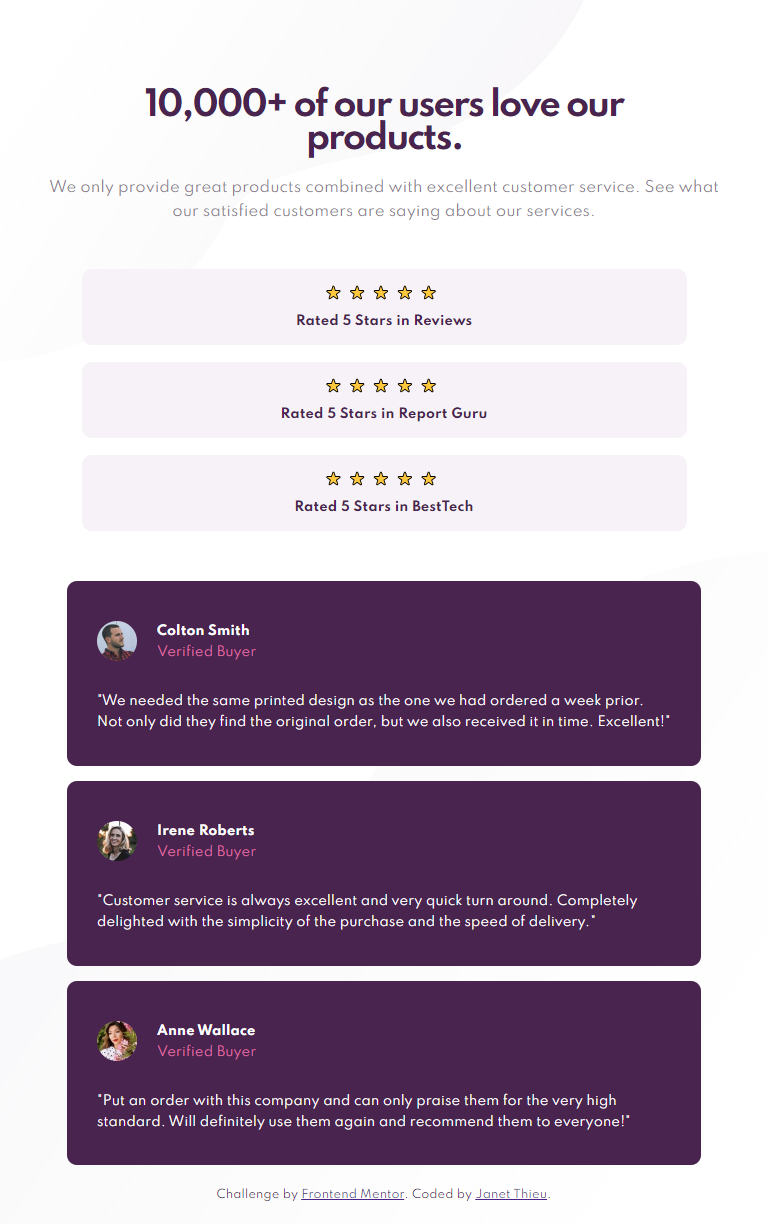 10,000+ of our users love our
products.
We only provide great products combined with excellent customer service. See what
our satisfied customers are saying about our services.
Rated 5 Stars in Reviews
Rated 5 Stars in Report Guru
Rated 5 Stars in BestTech
Colton Smith
Verified Buyer
"We needed the same printed design as the one we had ordered a week prior.
Not only did they find the original order, but we also received it in time. Excellent!"
Irene Roberts
Verified Buyer
"Customer service is always excellent and very quick turn around. Completely
delighted with the simplicity of the purchase and the speed of delivery."
Anne Wallace
Verified Buyer
"Put an order with this company and can only praise them for the very high
standard. Will definitely use them again and recommend them to everyone!"
Challenge by Frontend Mentor. Coded by Janet Thieu.